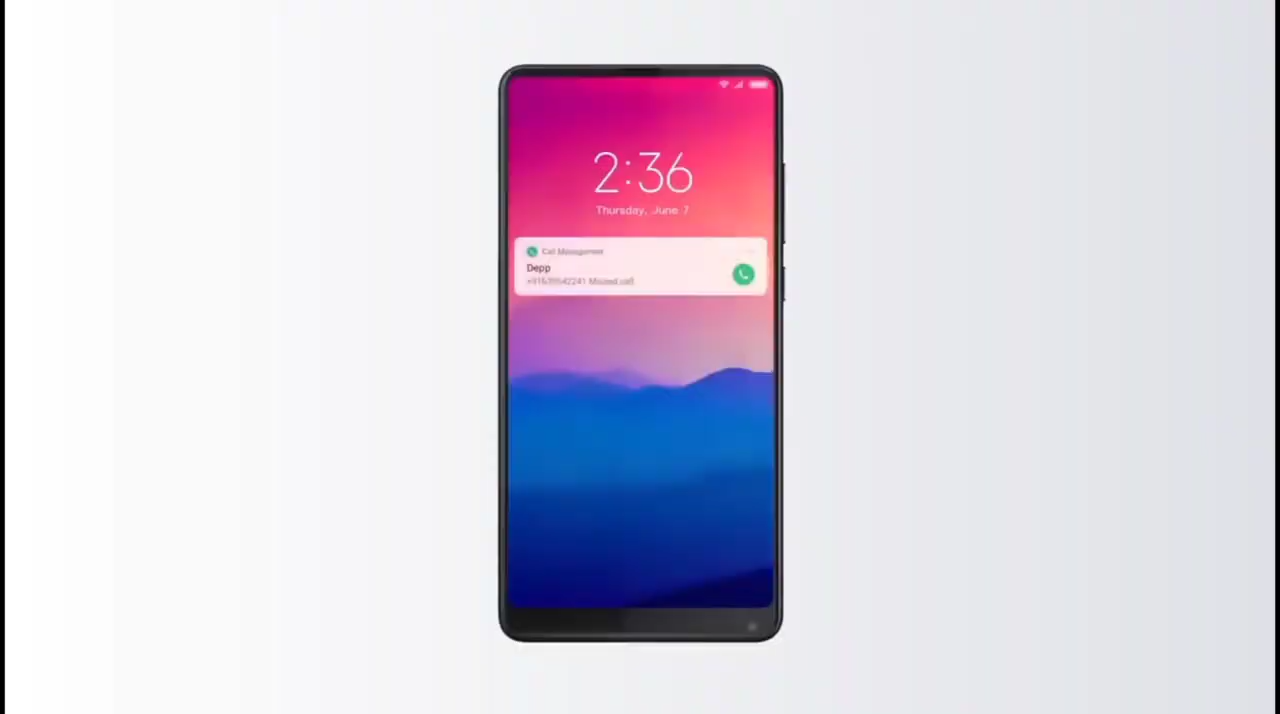 2:36
Thursday, June 7
Call Management
Depp
Missed call